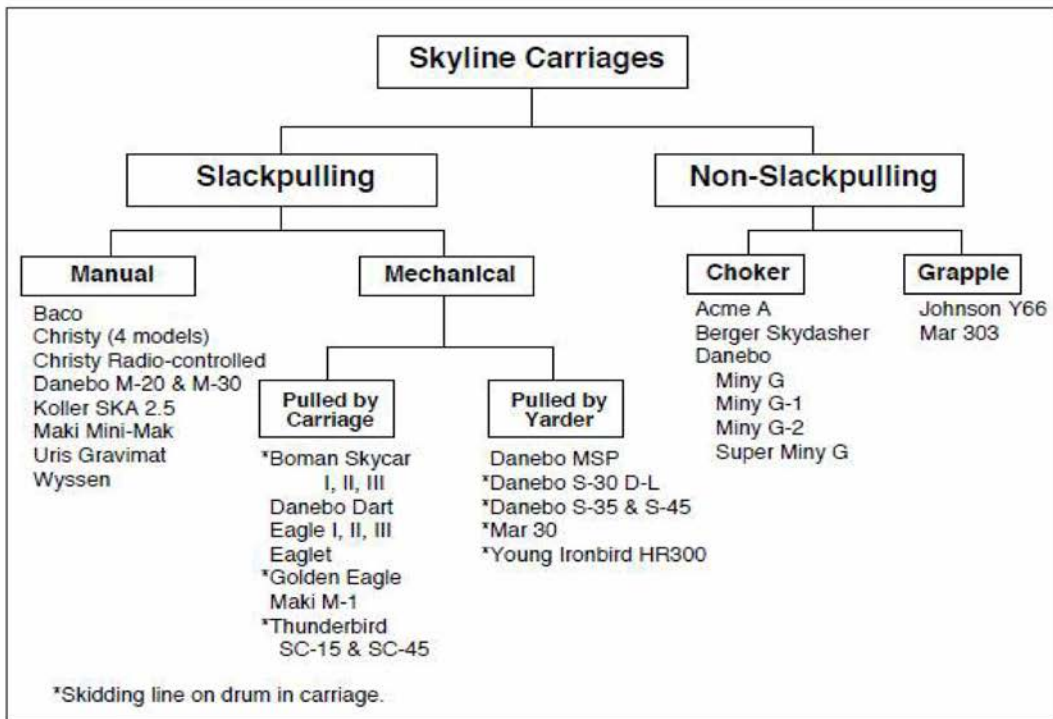 Skyline Carriages
Slackpulling
Non-Slackpulling
Manual
Baco
Christy (4 models)
Christy Radio-controlled
Danebo M-20 & M-30
Koller SKA 2.5
Maki Mini-Mak
Uris Gravimat
Wyssen
Mechanical
Pulled by
Carriage
*Boman Skycar
I, II, III
Danebo Dart
Eagle I, II, III
Eaglet
*Golden Eagle
Maki M-1
*Thunderbird
SC-15 & SC-45
Pulled by
Yarder
Danebo MSP
*Danebo S-30 D-L
*Danebo S-35 & S-45
*Mar 30
*Young Ironbird HR300
Choker
Acme A
Berger Skydasher
Danebo
Miny G
Miny G-1
Miny G-2
Super Miny G
Grapple
Johnson Y66
Mar 303
*Skidding line on drum in carriage.